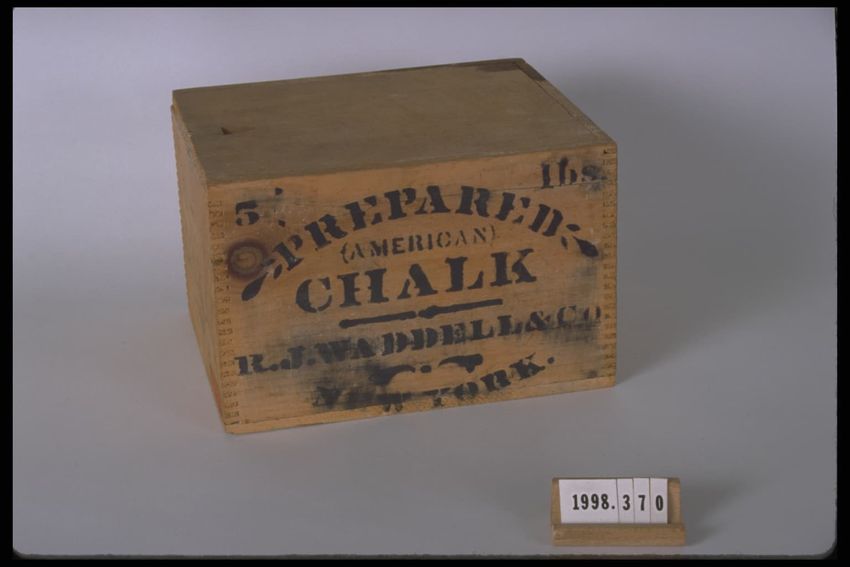 5 lbs.
PREPARED
(AMERICAN)
CHALK
R.J. WADDELL & CO
NEW YORK.
1998.370